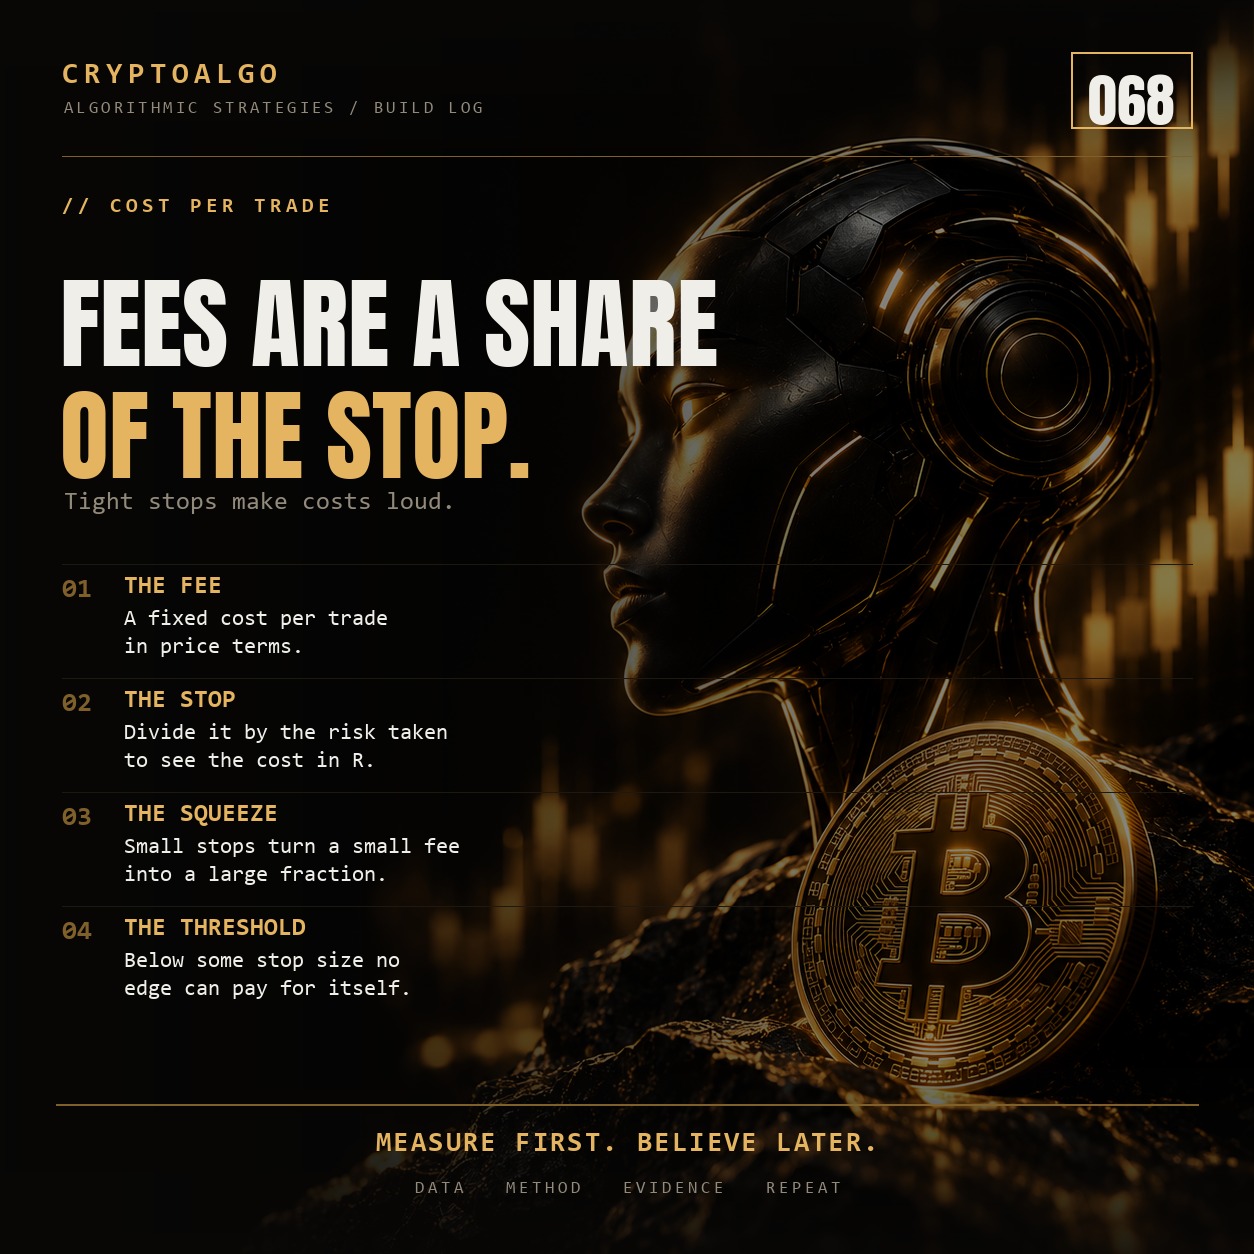 CRYPTOALGO
ALGORITHMIC STRATEGIES / BUILD LOG
068
// COST PER TRADE
FEES ARE A SHARE
OF THE STOP.
Tight stops make costs loud.
01 THE FEE
A fixed cost per trade
in price terms.
02 THE STOP
Divide it by the risk taken
to see the cost in R.
03 THE SQUEEZE
Small stops turn a small fee
into a large fraction.
04 THE THRESHOLD
Below some stop size no
edge can pay for itself.
MEASURE FIRST. BELIEVE LATER.
DATA METHOD EVIDENCE REPEAT